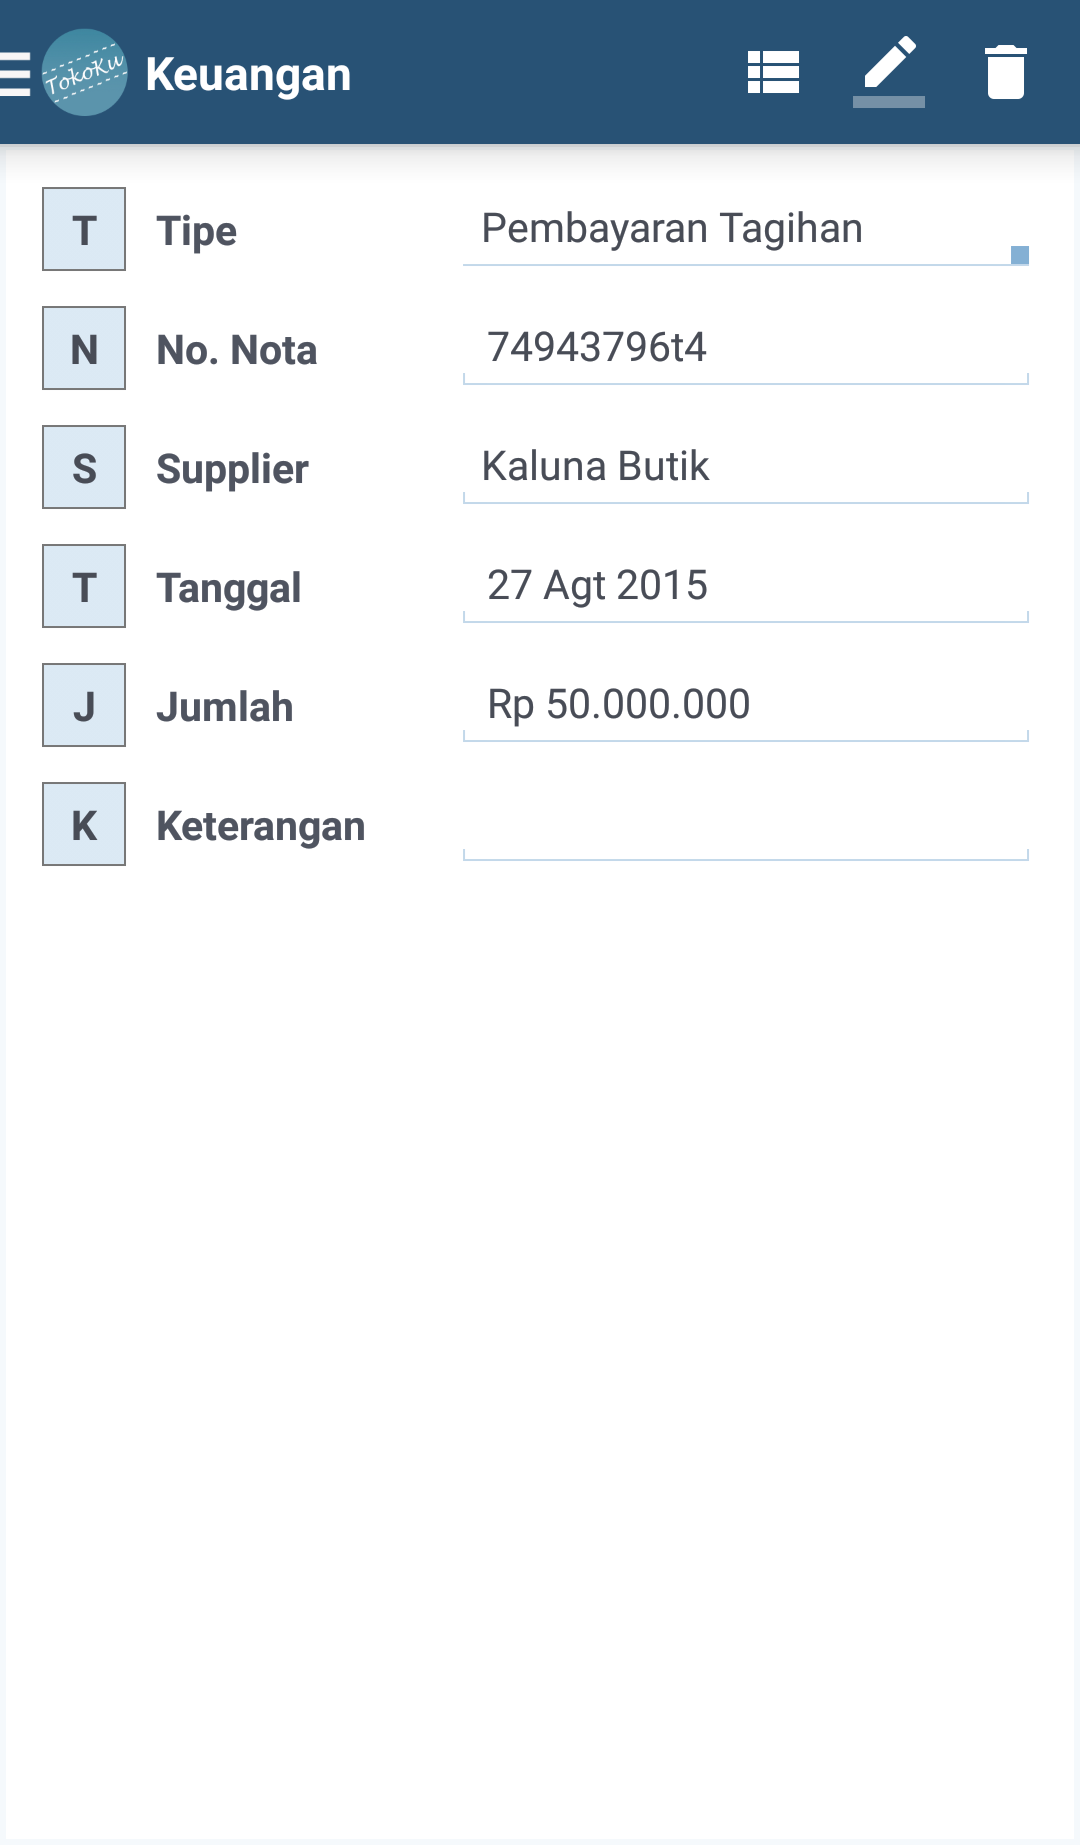 TokoKu Keuangan
T Tipe Pembayaran Tagihan
N No. Nota 74943796t4
S Supplier Kaluna Butik
T Tanggal 27 Agt 2015
J Jumlah Rp 50.000.000
K Keterangan